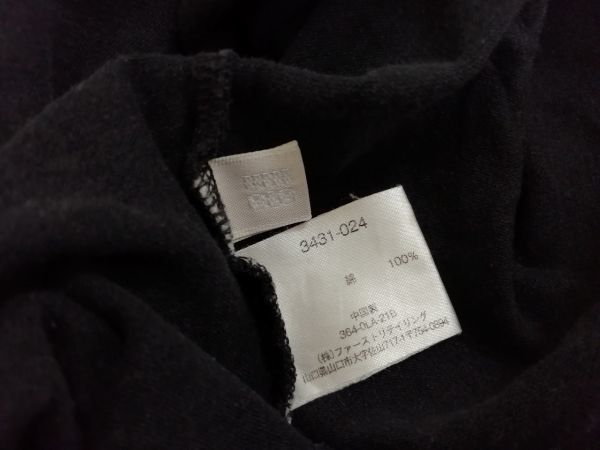 3431-024
綿 100%
中国製
364-0LA-21B
(株)ファーストリテイリング
山口県山口市大字佐山717-1〒754-0894